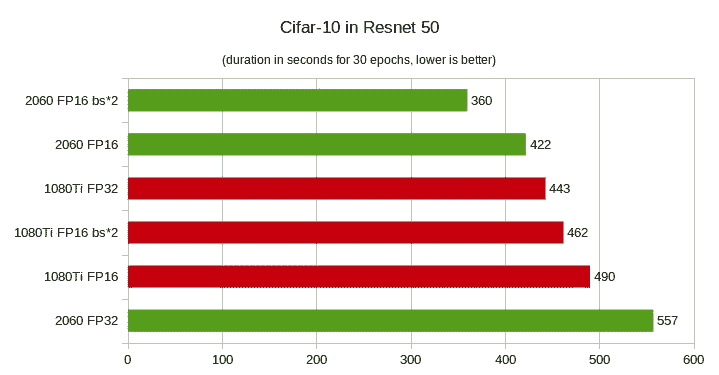 Cifar-10 in Resnet 50
(duration in seconds for 30 epochs, lower is better)
2060 FP16 bs*2 360
2060 FP16 422
1080Ti FP32 443
1080Ti FP16 bs*2 462
1080Ti FP16 490
2060 FP32 557
0 100 200 300 400 500 600